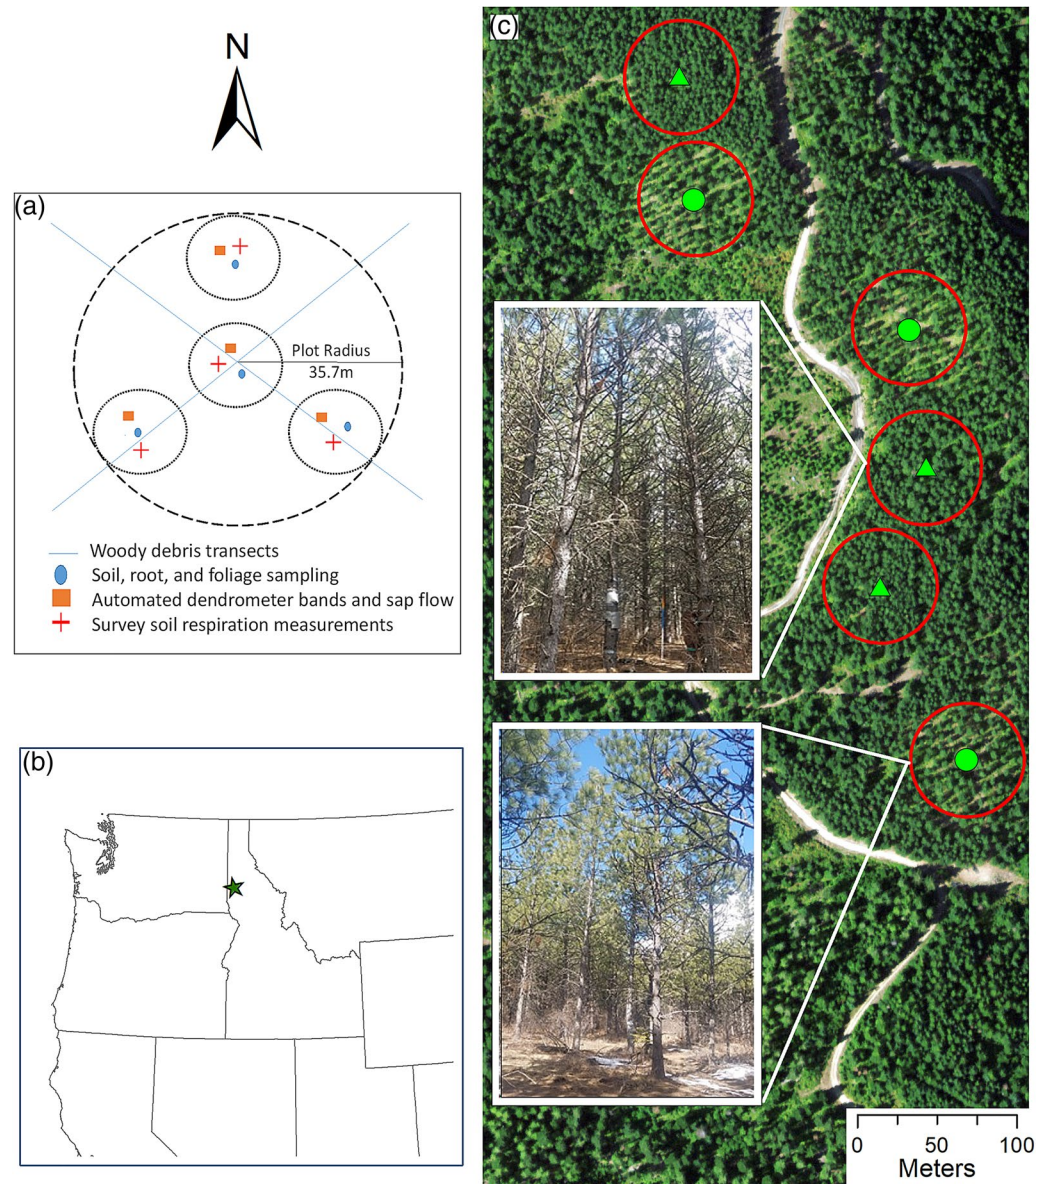 N
(a)
Plot Radius
35.7m
Woody debris transects
Soil, root, and foliage sampling
Automated dendrometer bands and sap flow
Survey soil respiration measurements
(b)
(c)
0 50 100
Meters